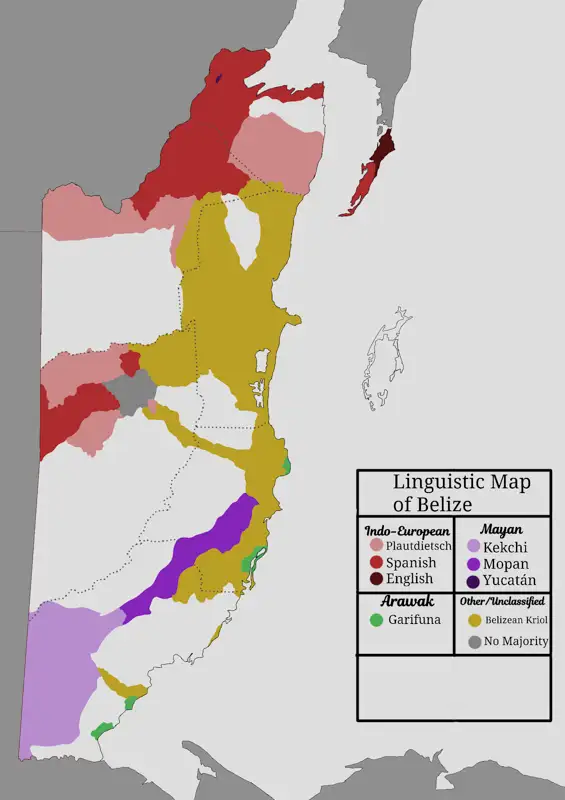 Linguistic Map
of Belize
Indo-European
Plautdietsch
Spanish
English
Mayan
Kekchi
Mopan
Yucatán
Arawak
Garifuna
Other/Unclassified
Belizean Kriol
No Majority